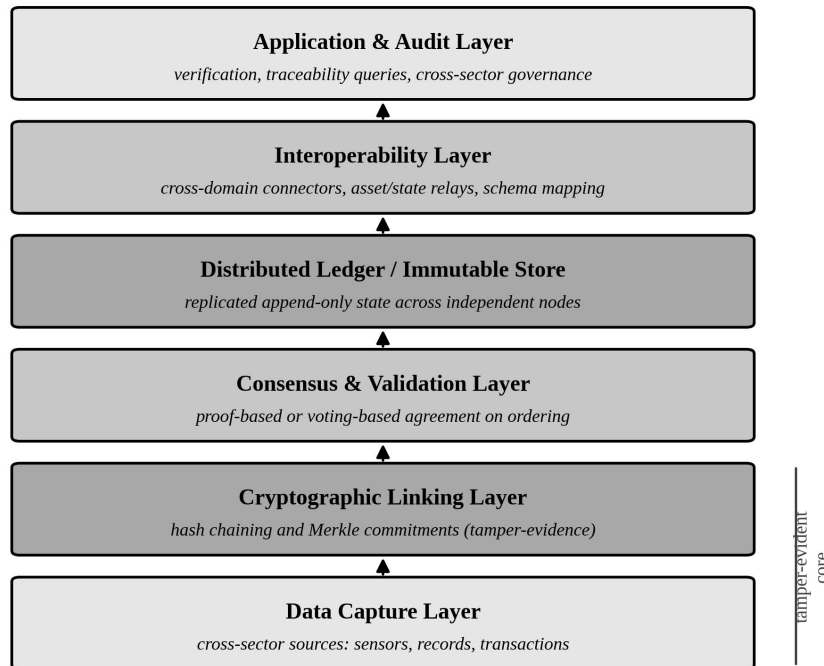 Application & Audit Layer
verification, traceability queries, cross-sector governance
Interoperability Layer
cross-domain connectors, asset/state relays, schema mapping
Distributed Ledger / Immutable Store
replicated append-only state across independent nodes
Consensus & Validation Layer
proof-based or voting-based agreement on ordering
Cryptographic Linking Layer
hash chaining and Merkle commitments (tamper-evidence)
Data Capture Layer
cross-sector sources: sensors, records, transactions
tamper-evident
core